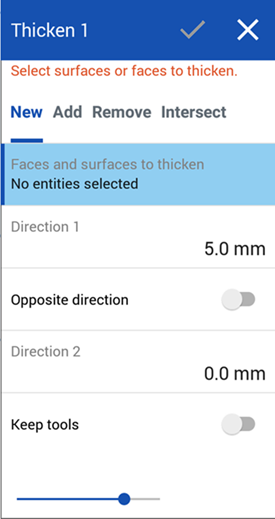 Thicken 1
Select surfaces or faces to thicken.
New Add Remove Intersect
Faces and surfaces to thicken
No entities selected
Direction 1
5.0 mm
Opposite direction
Direction 2
0.0 mm
Keep tools